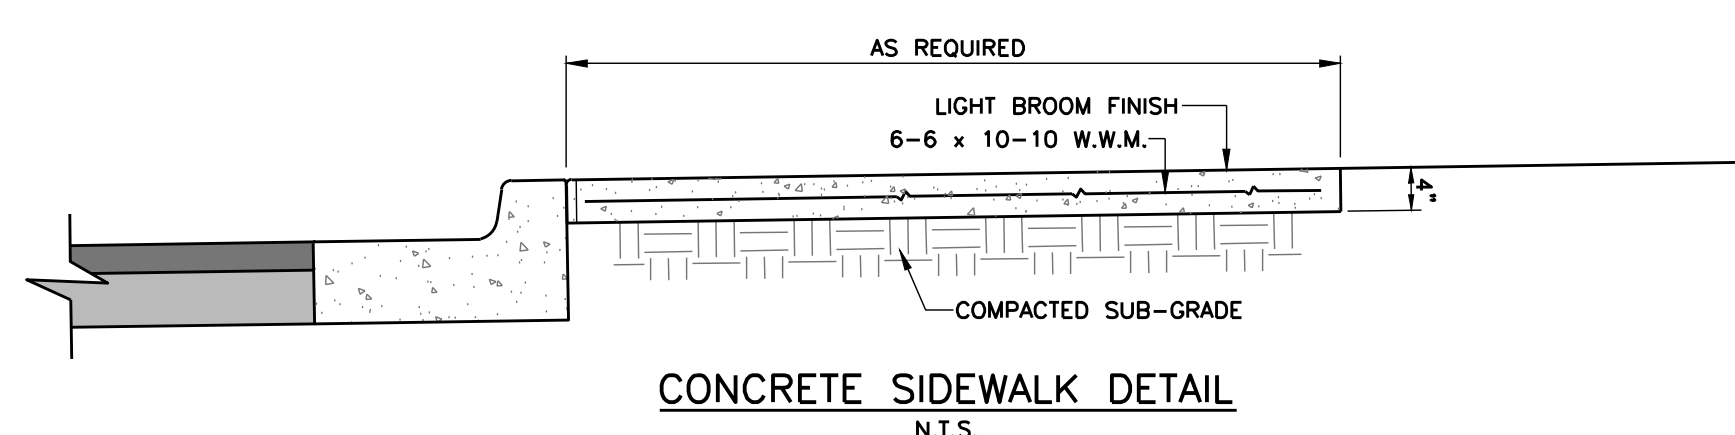 AS REQUIRED
LIGHT BROOM FINISH
6-6 x 10-10 W.W.M.
4"
COMPACTED SUB-GRADE
CONCRETE SIDEWALK DETAIL
N.T.S.